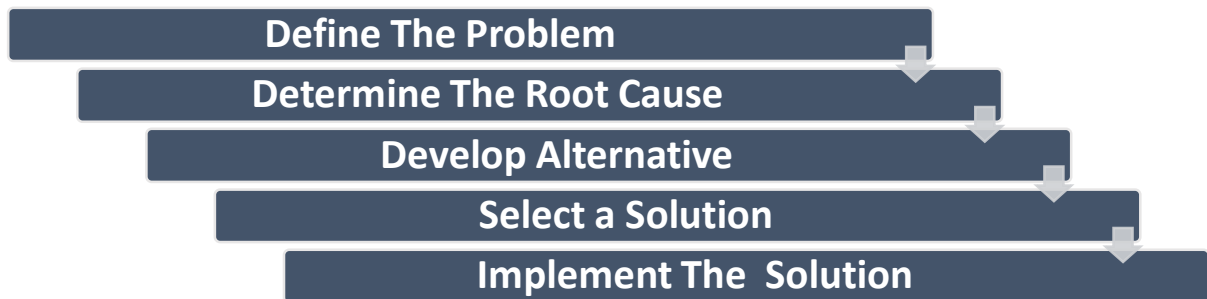 Define The Problem
Determine The Root Cause
Develop Alternative
Select a Solution
Implement The  Solution